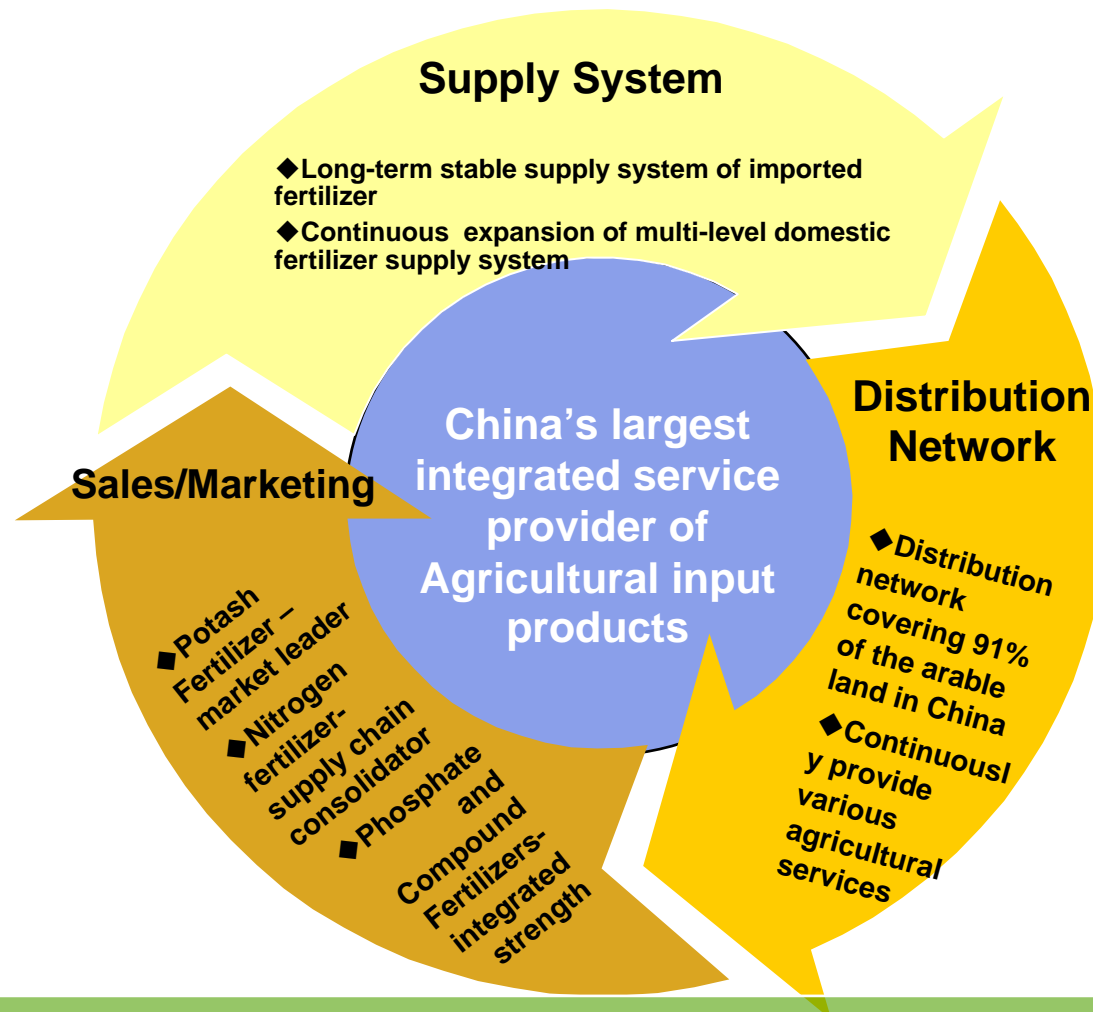 Supply System
◆Long-term stable supply system of imported
fertilizer
◆Continuous expansion of multi-level domestic
fertilizer supply system
Distribution
Network
◆Distribution
network
covering 91%
of the arable
land in China
◆Continuousl
y provide
various
agricultural
services
China’s largest
integrated service
provider of
Agricultural input
products
Sales/Marketing
■Potash
Fertilizer –
market leader
■Nitrogen
fertilizer-
supply chain
consolidator
■Phosphate
and
Compound
Fertilizers-
integrated
strength